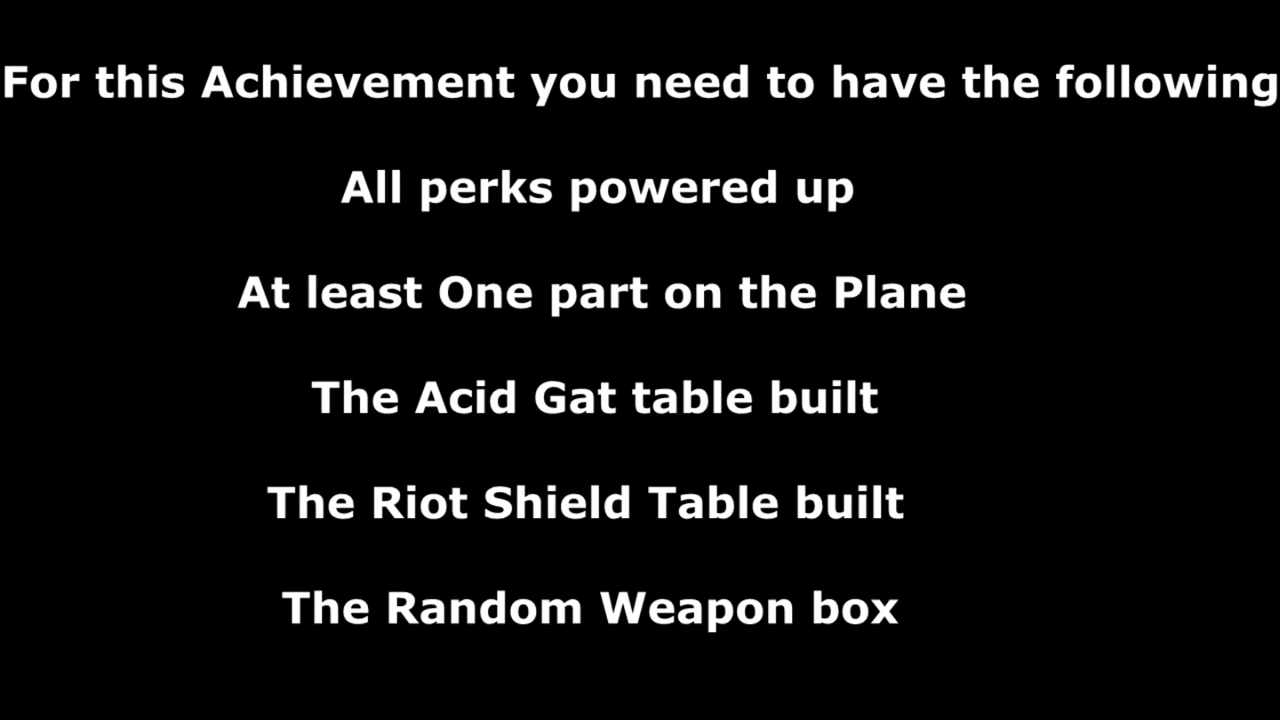 For this Achievement you need to have the following
All perks powered up
At least One part on the Plane
The Acid Gat table built
The Riot Shield Table built
The Random Weapon box